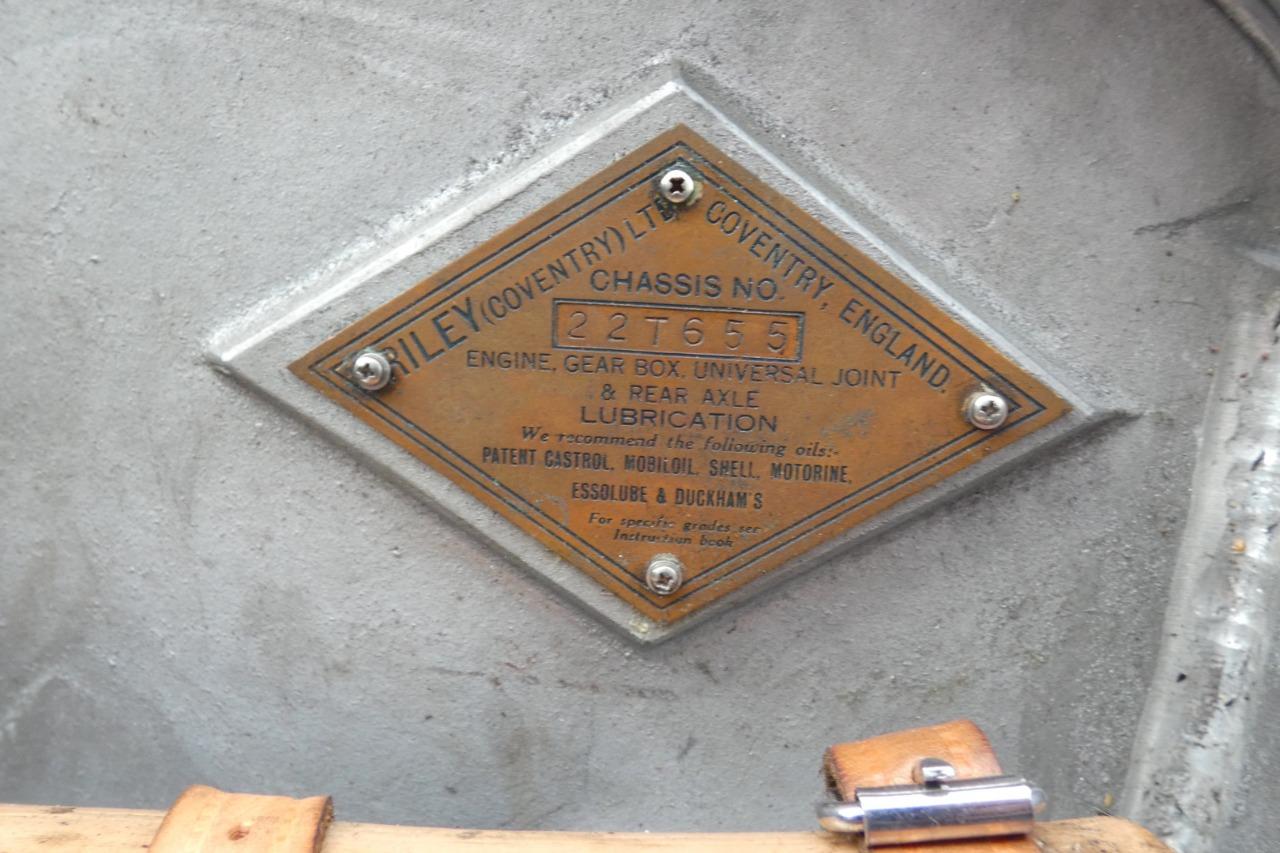 RILEY (COVENTRY) LTD COVENTRY, ENGLAND.
CHASSIS NO.
22T655
ENGINE, GEAR BOX, UNIVERSAL JOINT
& REAR AXLE
LUBRICATION
We recommend the following oils:-
PATENT CASTROL, MOBILOIL, SHELL, MOTORINE,
ESSOLUBE & DUCKHAM'S
For specific grades see
Instruction book